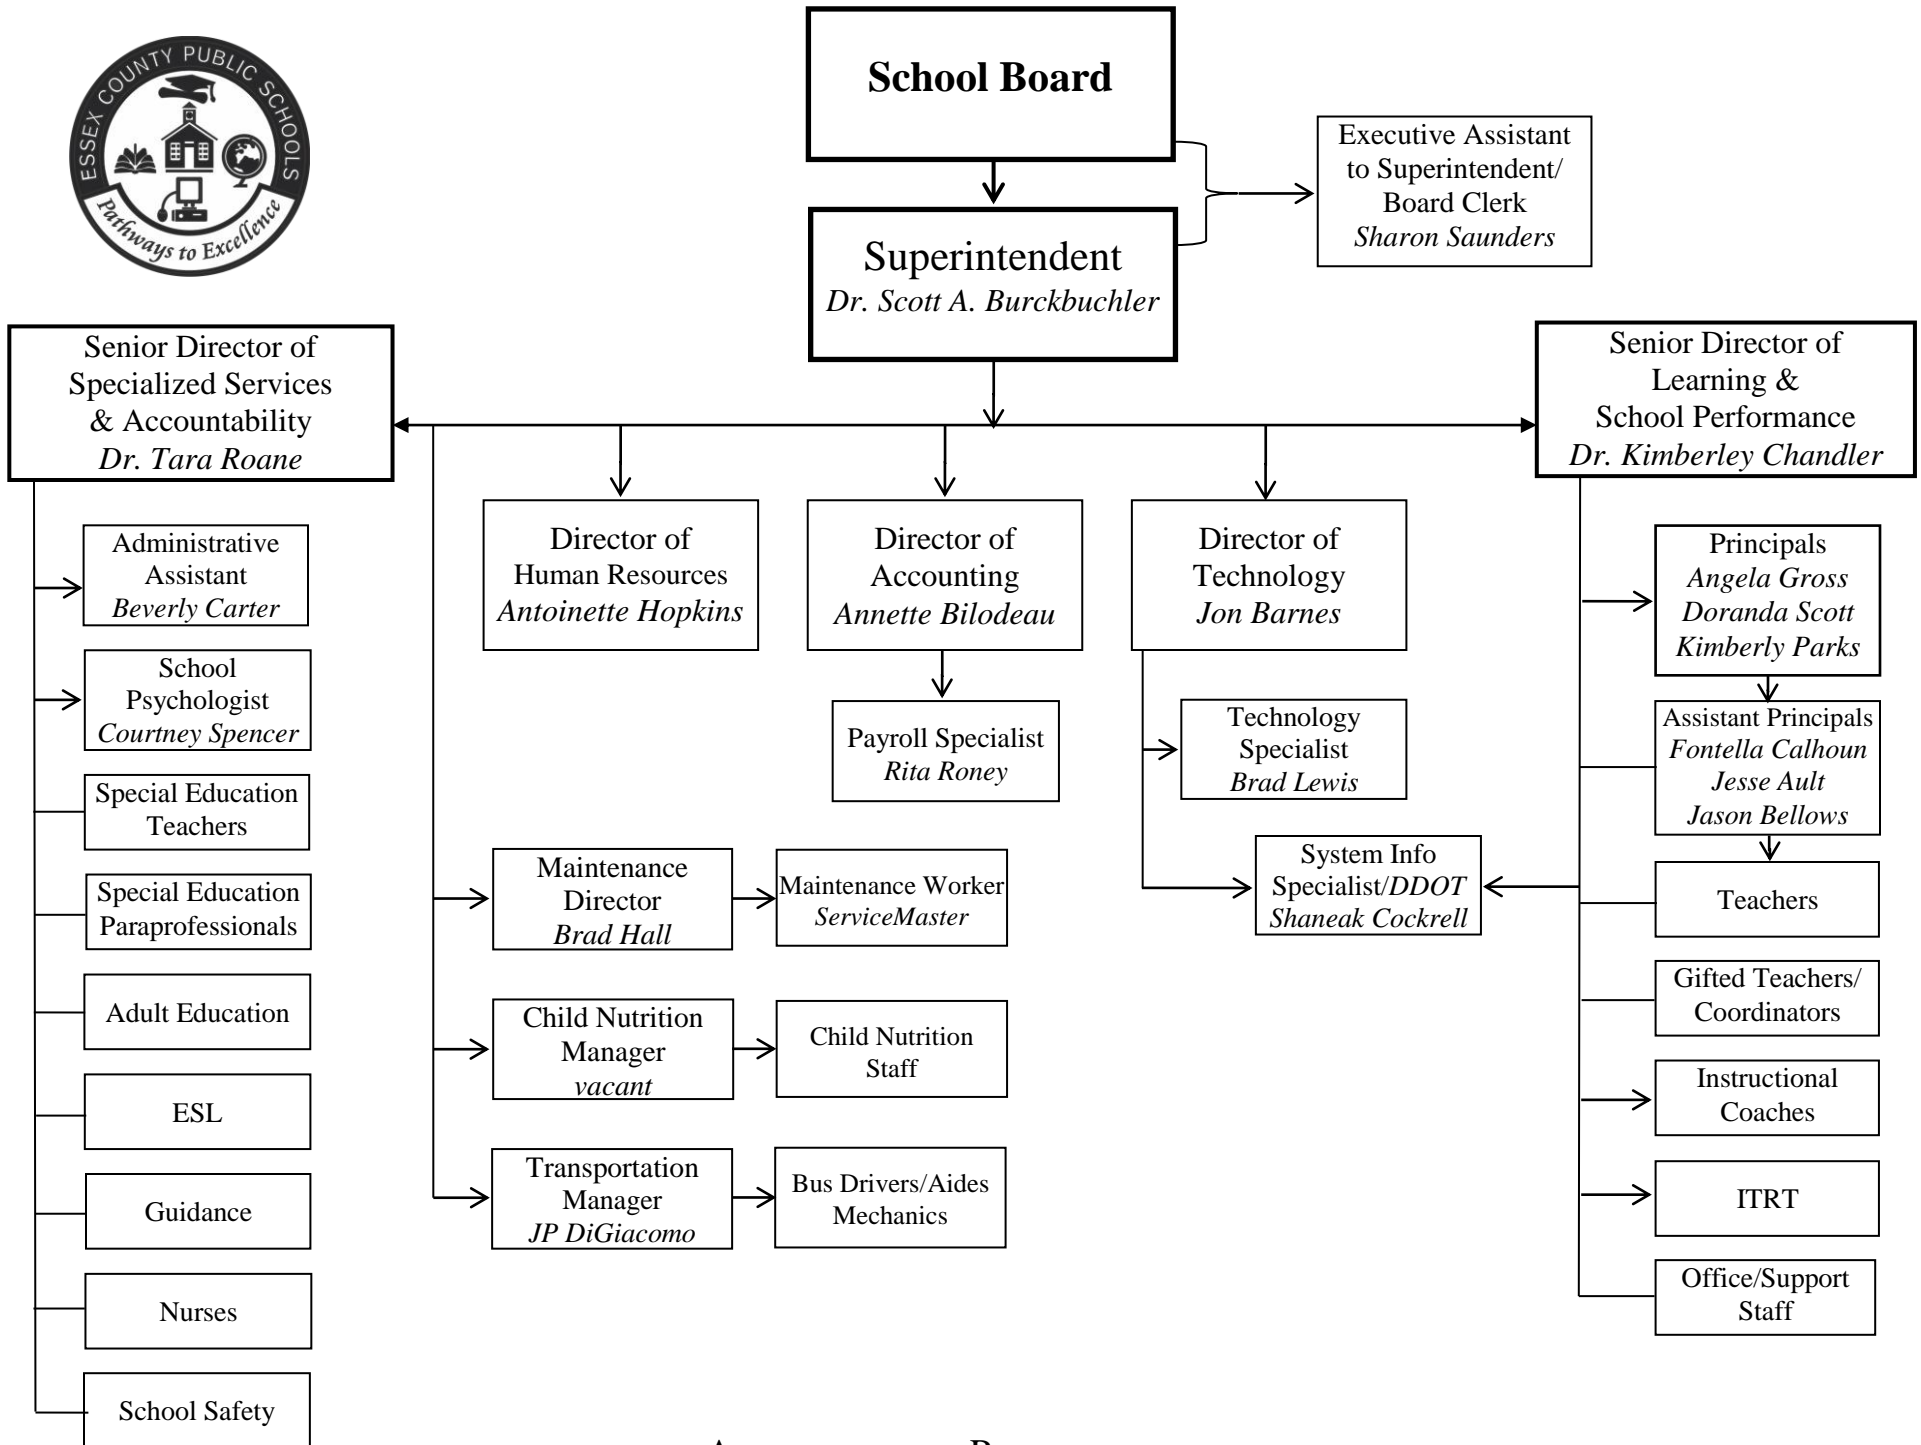 ESSEX COUNTY PUBLIC SCHOOLS
Pathways to Excellence
School Board
Executive Assistant
to Superintendent/
Board Clerk
Sharon Saunders
Superintendent
Dr. Scott A. Burckbuchler
Senior Director of
Specialized Services
& Accountability
Dr. Tara Roane
Senior Director of
Learning &
School Performance
Dr. Kimberley Chandler
Administrative
Assistant
Beverly Carter
School
Psychologist
Courtney Spencer
Special Education
Teachers
Special Education
Paraprofessionals
Adult Education
ESL
Guidance
Nurses
School Safety
Director of
Human Resources
Antoinette Hopkins
Director of
Accounting
Annette Bilodeau
Payroll Specialist
Rita Roney
Director of
Technology
Jon Barnes
Technology
Specialist
Brad Lewis
System Info
Specialist/DDOT
Shaneak Cockrell
Maintenance
Director
Brad Hall
Maintenance Worker
ServiceMaster
Child Nutrition
Manager
vacant
Child Nutrition
Staff
Transportation
Manager
JP DiGiacomo
Bus Drivers/Aides
Mechanics
Principals
Angela Gross
Doranda Scott
Kimberly Parks
Assistant Principals
Fontella Calhoun
Jesse Ault
Jason Bellows
Teachers
Gifted Teachers/
Coordinators
Instructional
Coaches
ITRT
Office/Support
Staff